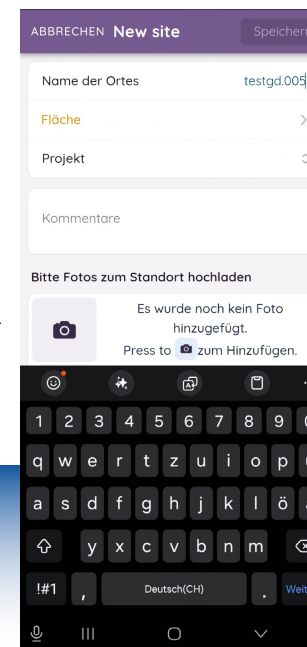 ABBRECHEN New site Speichern
Name der Ortes testgd.005
Fläche
Projekt
Kommentare
Bitte Fotos zum Standort hochladen
Es wurde noch kein Foto
hinzugefügt.
Press to zum Hinzufügen.
1 2 3 4 5 6 7 8 9 0
q w e r t z u i o p
a s d f g h j k l ö
y x c v b n m
!#1 , Deutsch(CH) . Weit